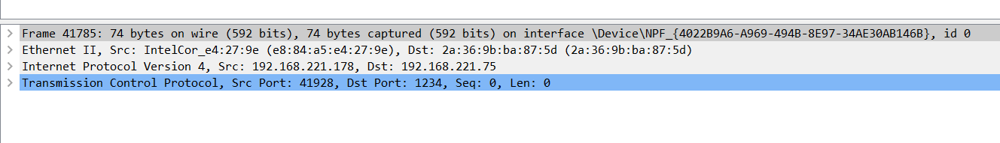 Frame 41785: 74 bytes on wire (592 bits), 74 bytes captured (592 bits) on interface \Device\NPF_{4022B9A6-A969-494B-8E97-34AE30AB146B}, id 0
Ethernet II, Src: IntelCor_e4:27:9e (e8:84:a5:e4:27:9e), Dst: 2a:36:9b:ba:87:5d (2a:36:9b:ba:87:5d)
Internet Protocol Version 4, Src: 192.168.221.178, Dst: 192.168.221.75
Transmission Control Protocol, Src Port: 41928, Dst Port: 1234, Seq: 0, Len: 0